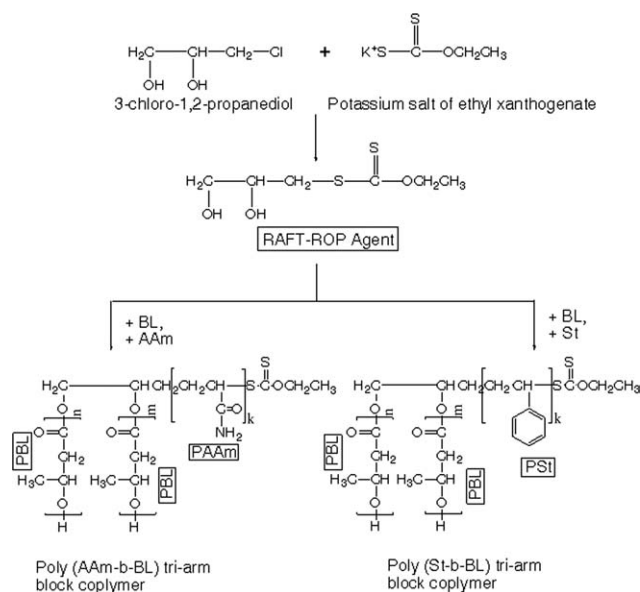 H₂C—CH—CH₂—Cl + K⁺S—C—OCH₂CH₃
S
OH OH
3-chloro-1,2-propanediol Potassium salt of ethyl xanthogenate
S
H₂C—CH—CH₂—S—C—OCH₂CH₃
OH OH
RAFT-ROP Agent
+ BL,
+ AAm
+ BL,
+ St
S
H₂C CH CH₂ CH₂ S—C—OCH₂CH₃
O n O m O k
NH₂
PAAm
PBL
O CH₂ O CH₂
H₃C—CH H₃C—CH
PBL
O O
H H
S
H₂C CH CH₂ CH₂ S—C—OCH₂CH₃
O n O m k
PSt
PBL
O CH₂ O CH₂
H₃C—CH H₃C—CH
PBL
O O
H H
Poly (AAm-b-BL) tri-arm
block coplymer
Poly (St-b-BL) tri-arm
block coplymer